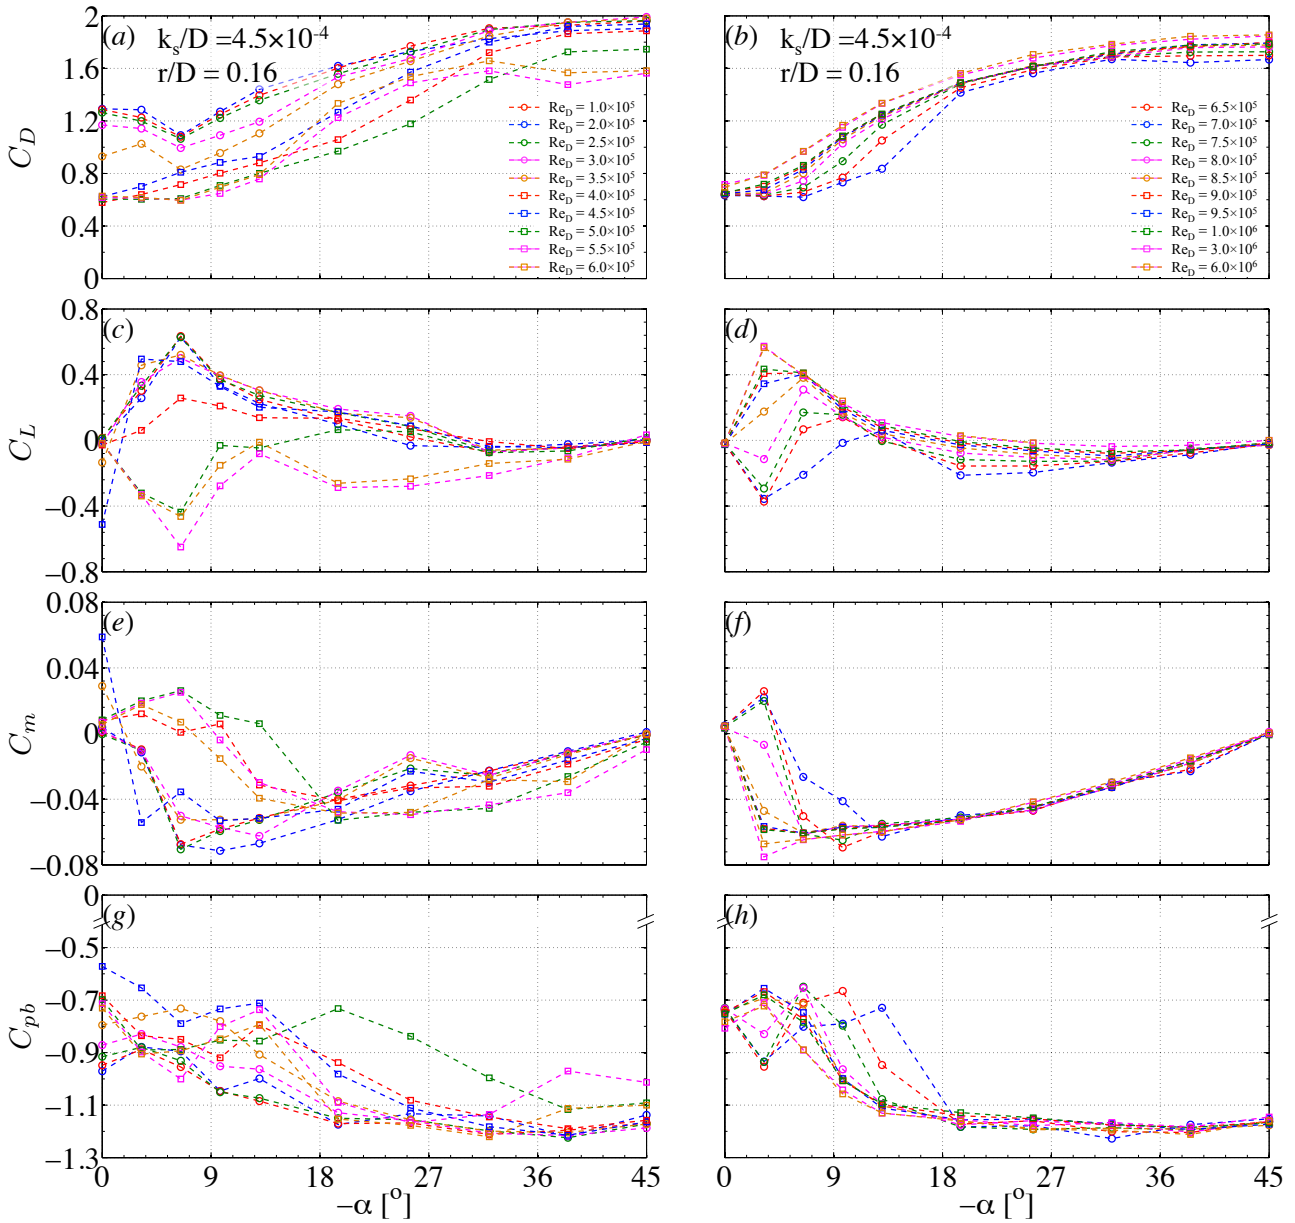 (a) k_s/D =4.5×10^-4
r/D = 0.16
C_D
2
1.6
1.2
0.8
0.4
0
Re_D = 1.0×10^5
Re_D = 2.0×10^5
Re_D = 2.5×10^5
Re_D = 3.0×10^5
Re_D = 3.5×10^5
Re_D = 4.0×10^5
Re_D = 4.5×10^5
Re_D = 5.0×10^5
Re_D = 5.5×10^5
Re_D = 6.0×10^5
(b) k_s/D =4.5×10^-4
r/D = 0.16
Re_D = 6.5×10^5
Re_D = 7.0×10^5
Re_D = 7.5×10^5
Re_D = 8.0×10^5
Re_D = 8.5×10^5
Re_D = 9.0×10^5
Re_D = 9.5×10^5
Re_D = 1.0×10^6
Re_D = 3.0×10^6
Re_D = 6.0×10^6
(c)
C_L
0.8
0.4
0
−0.4
−0.8
(d)
(e)
C_m
0.08
0.04
0
−0.04
−0.08
(f)
(g)
C_pb
0
−0.5
−0.7
−0.9
−1.1
−1.3
(h)
0 9 18 27 36 45
−α [°]
0 9 18 27 36 45
−α [°]